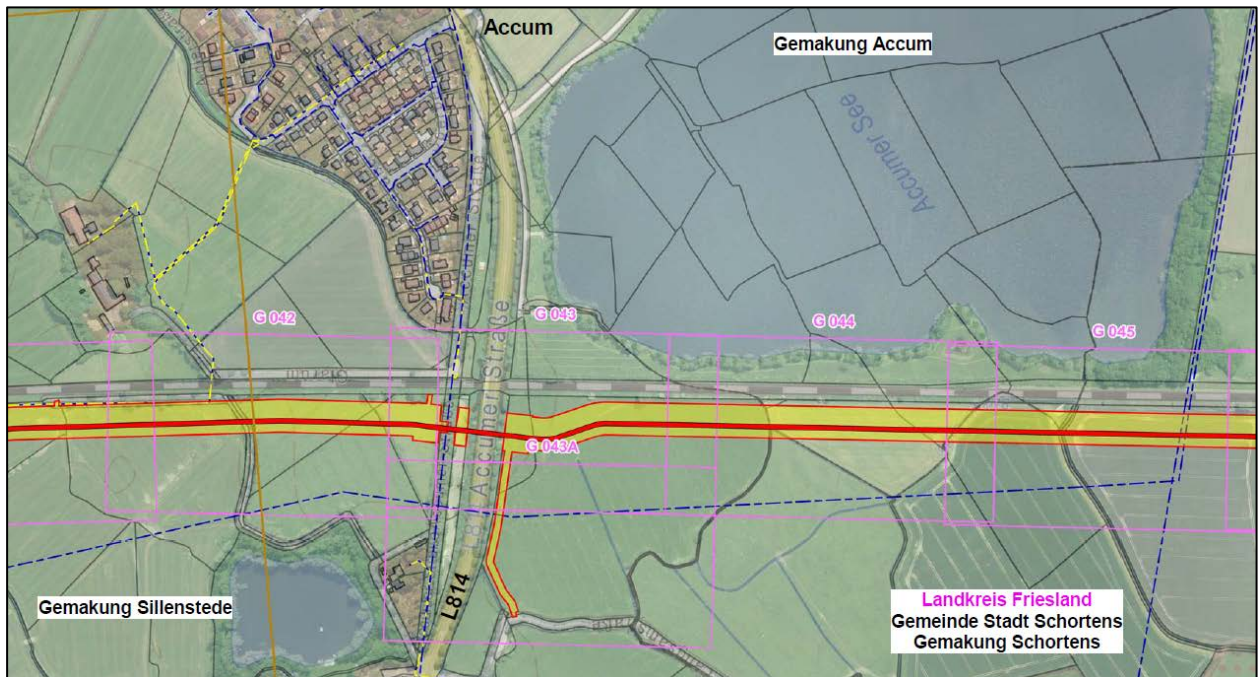 Accum
Gemakung Accum
Accumer See
G 042
G 043
G 044
G 045
Accumer Straße
G 043A
L814
Gemakung Sillenstede
Landkreis Friesland
Gemeinde Stadt Schortens
Gemakung Schortens